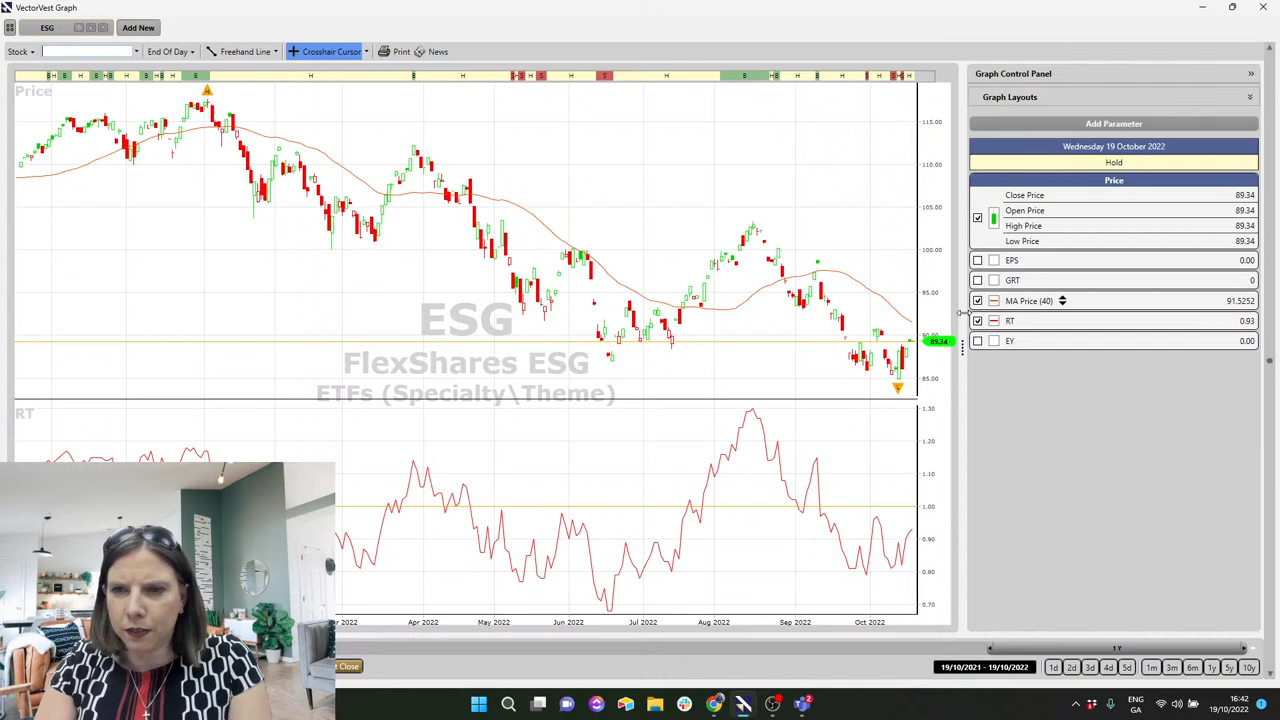 VectorVest Graph
ESG
Add New
Stock
End Of Day
Freehand Line
Crosshair Cursor
Print
News
B H B H B H B H B H B H B H S H S H S H B H B H B H S H S H
Price
115.00
110.00
105.00
100.00
95.00
90.00
85.00
89.34
ESG
FlexShares ESG
ETFs (Specialty\Theme)
RT
1.30
1.20
1.10
1.00
0.90
0.80
0.70
Apr 2022
May 2022
Jun 2022
Jul 2022
Aug 2022
Sep 2022
Oct 2022
Graph Control Panel
Graph Layouts
Add Parameter
Wednesday 19 October 2022
Hold
Price
Close Price 89.34
Open Price 89.34
High Price 89.34
Low Price 89.34
EPS 0.00
GRT 0
MA Price (40) 91.5252
RT 0.93
EY 0.00
1 Y
Close
19/10/2021 - 19/10/2022
1d 2d 3d 4d 5d 1m 3m 6m 1y 5y 10y
ENG
GA
16:42
19/10/2022